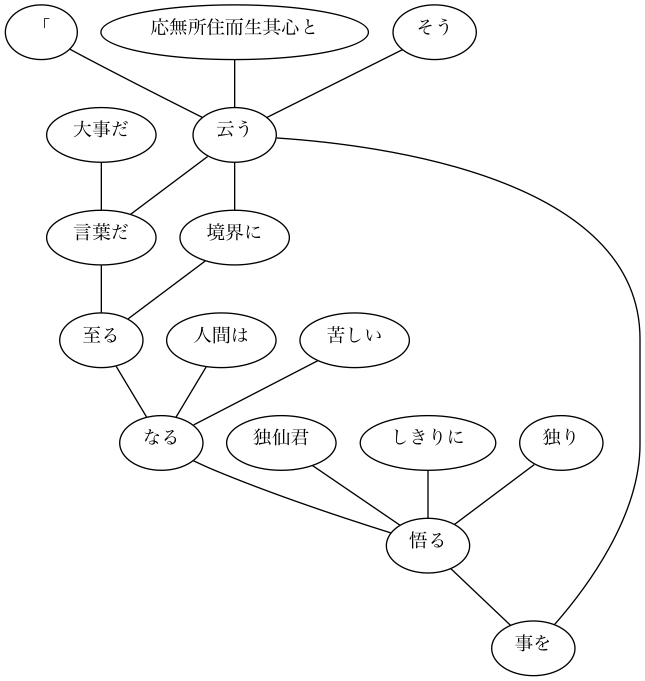 「
応無所住而生其心と
そう
大事だ
云う
言葉だ
境界に
至る
人間は
苦しい
なる
独仙君
しきりに
独り
悟る
事を